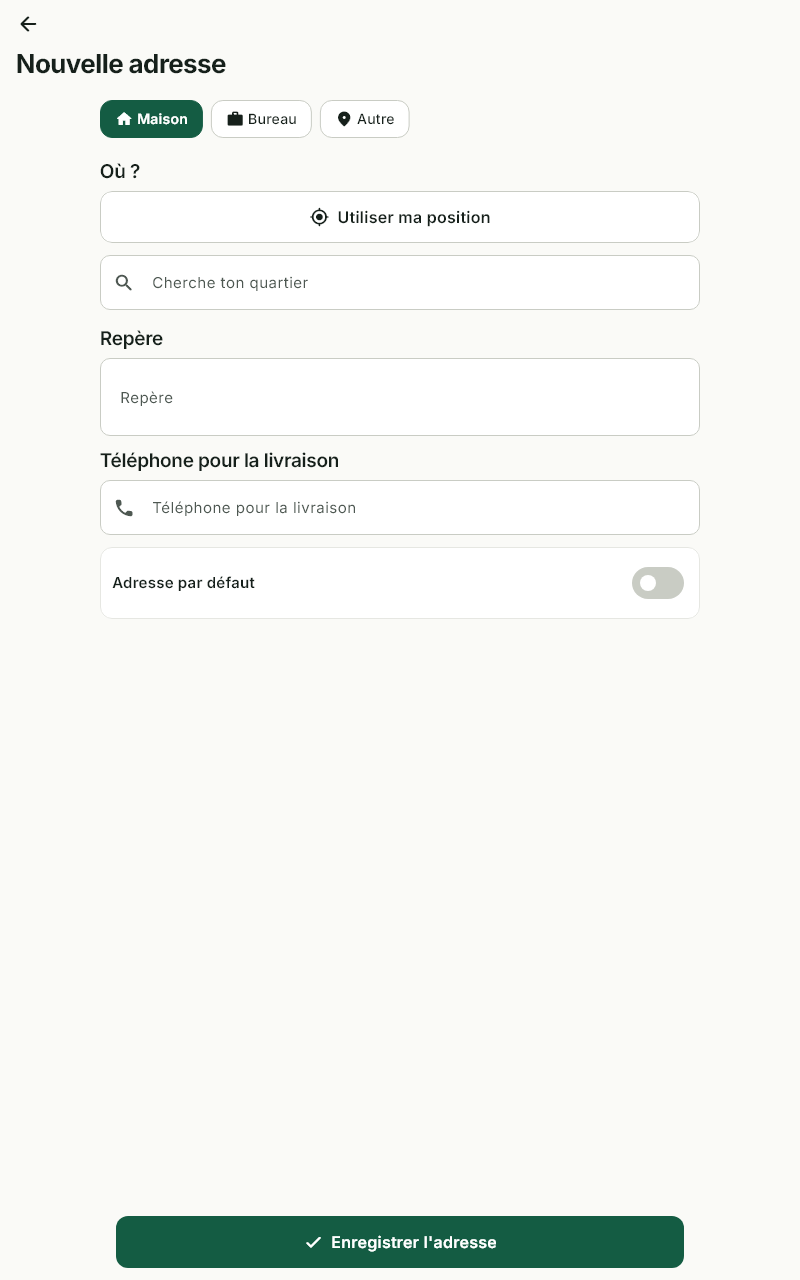 Nouvelle adresse
Maison
Bureau
Autre
Où ?
Utiliser ma position
Cherche ton quartier
Repère
Repère
Téléphone pour la livraison
Téléphone pour la livraison
Adresse par défaut
Enregistrer l'adresse